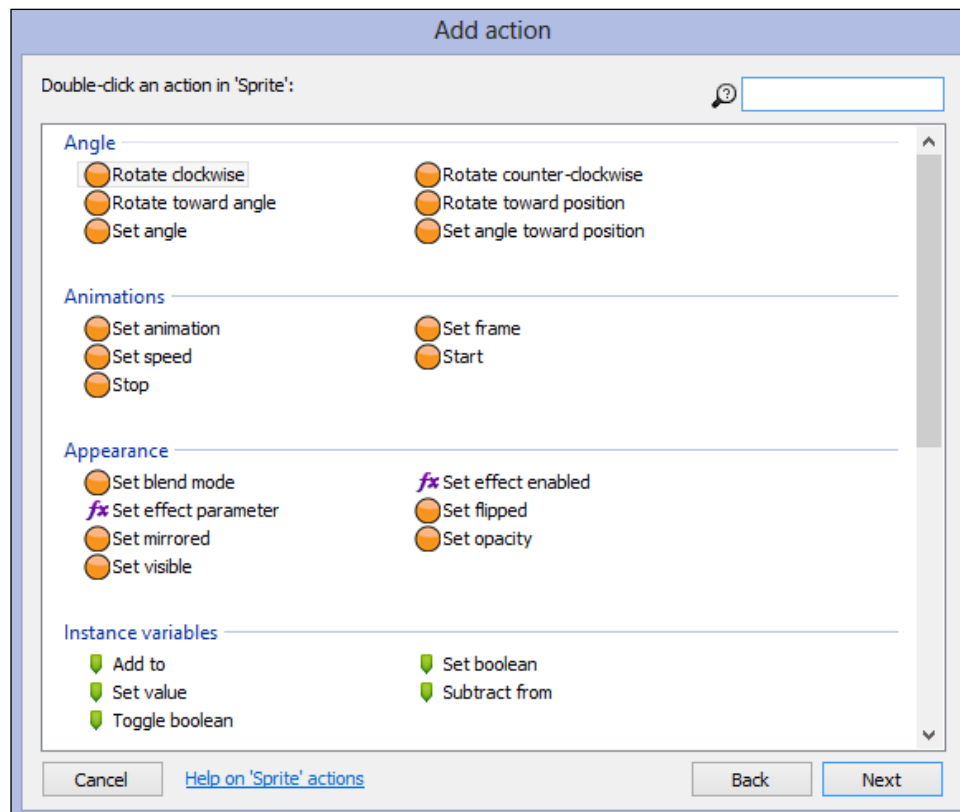 Add action
Double-click an action in 'Sprite':
Angle
Rotate clockwise Rotate counter-clockwise
Rotate toward angle Rotate toward position
Set angle Set angle toward position
Animations
Set animation Set frame
Set speed Start
Stop
Appearance
Set blend mode fx Set effect enabled
fx Set effect parameter Set flipped
Set mirrored Set opacity
Set visible
Instance variables
Add to Set boolean
Set value Subtract from
Toggle boolean
Cancel Help on 'Sprite' actions Back Next